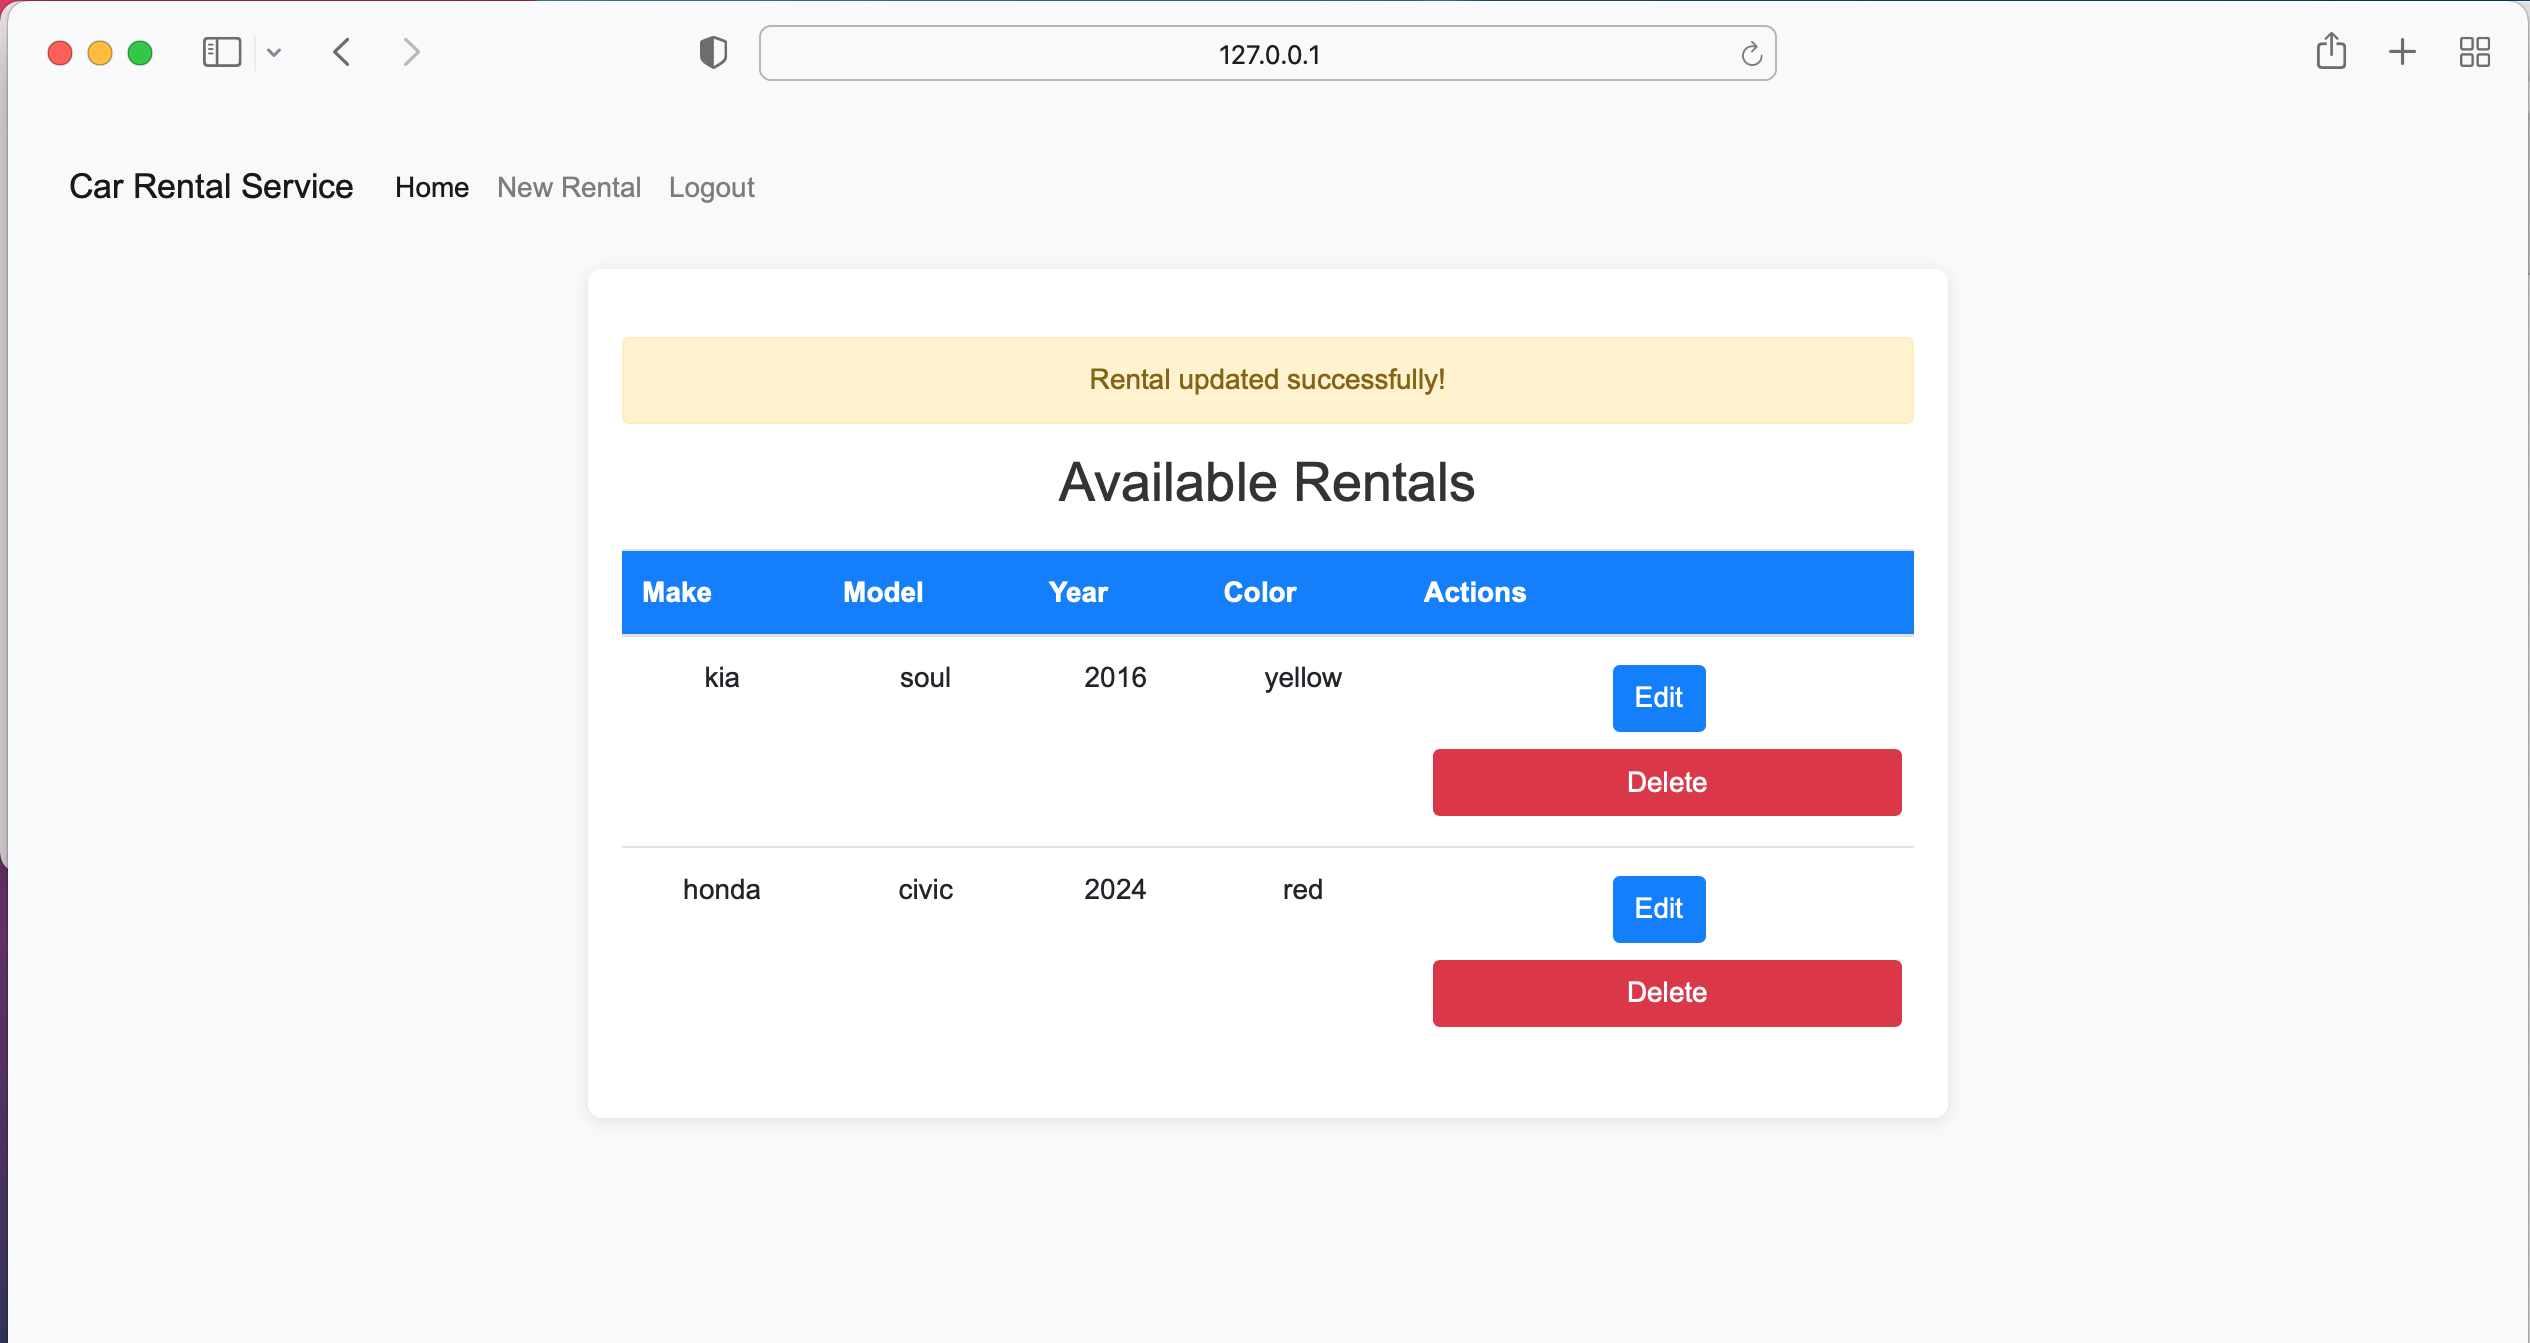 127.0.0.1
Car Rental Service Home New Rental Logout
Rental updated successfully!
Available Rentals
Make Model Year Color Actions
kia soul 2016 yellow Edit
Delete
honda civic 2024 red Edit
Delete